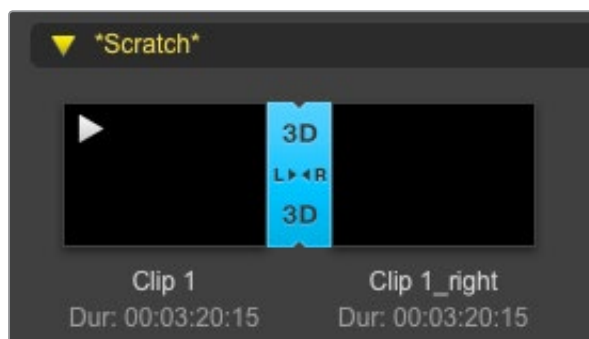 *Scratch*
3D
L R
3D
Clip 1
Clip 1_right
Dur: 00:03:20:15
Dur: 00:03:20:15